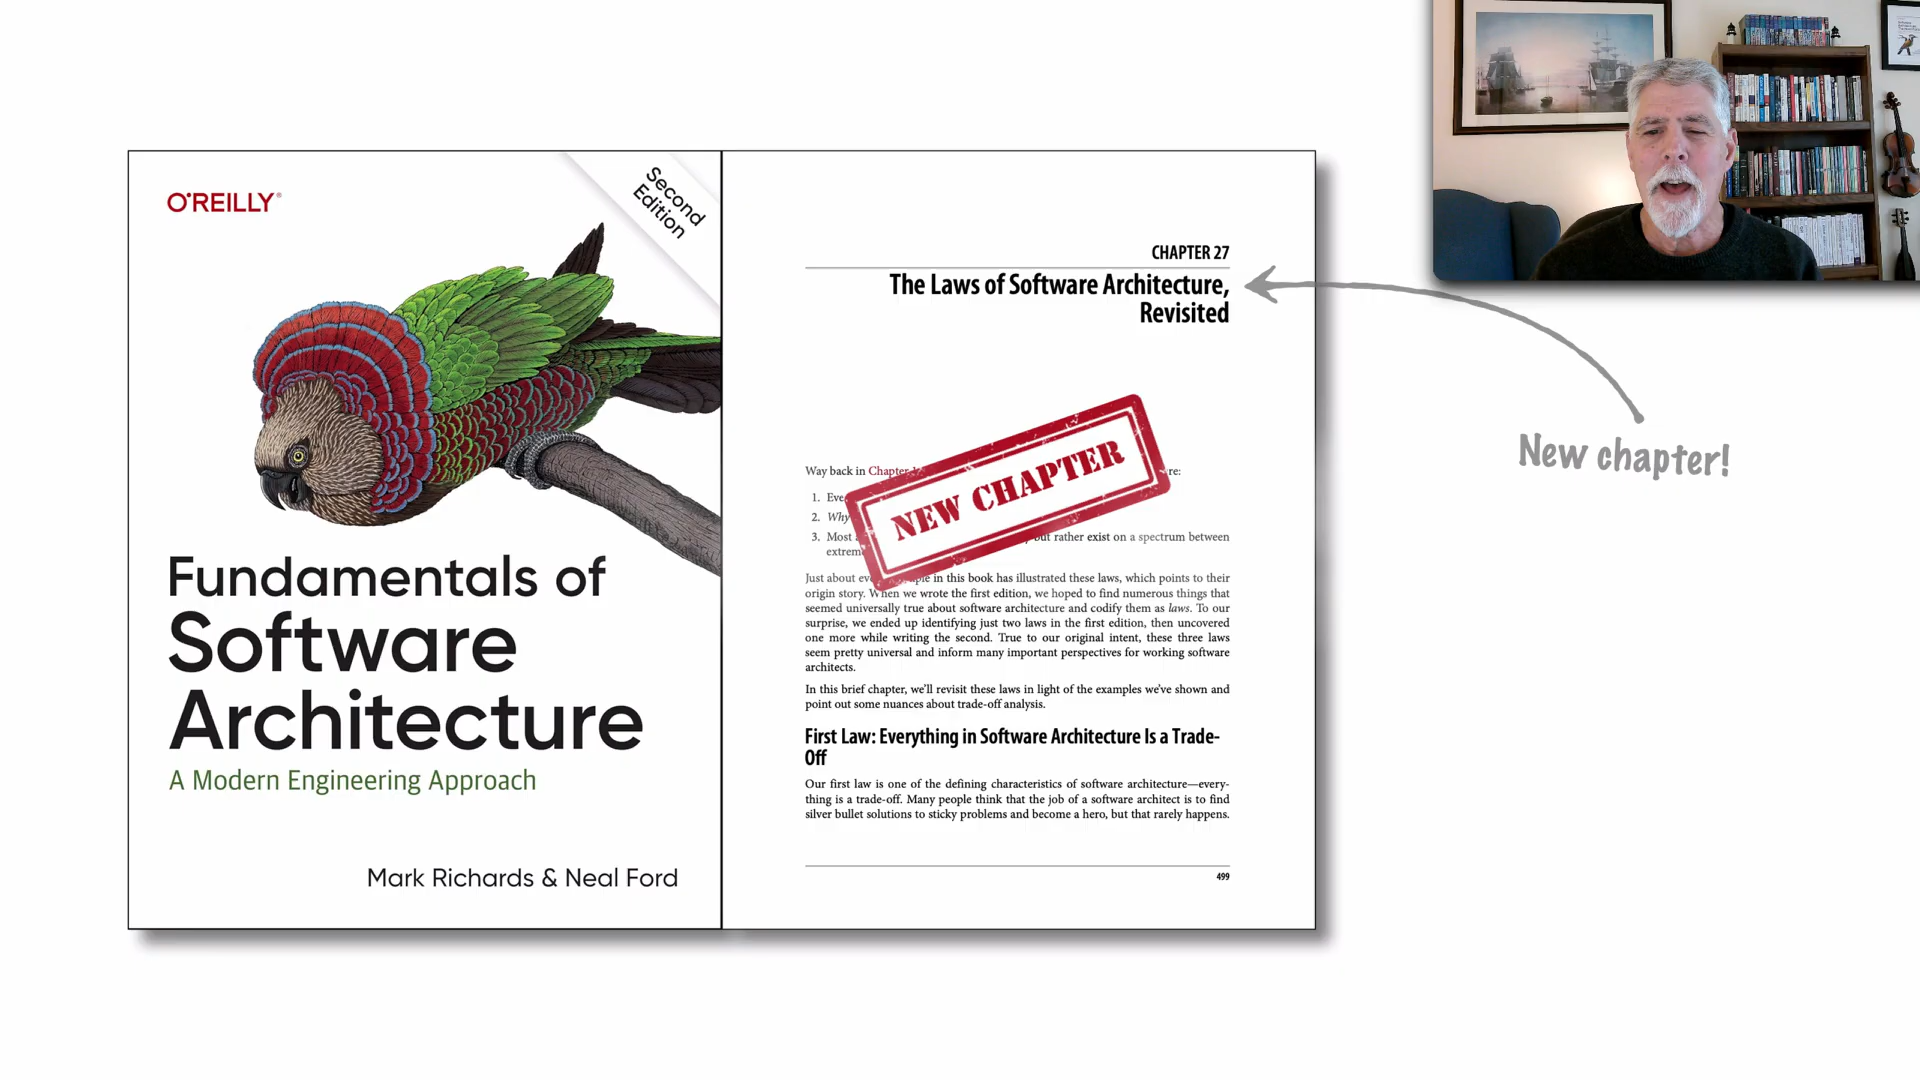 O'REILLY®
Second
Edition
Fundamentals of
Software
Architecture
A Modern Engineering Approach
Mark Richards & Neal Ford
CHAPTER 27
The Laws of Software Architecture,
Revisited
New chapter!
Way back in Chapter re:
NEW CHAPTER
1. Eve
2. Why
3. Most but rather exist on a spectrum between
extrem
Just about ev ple in this book has illustrated these laws, which points to their
origin story. When we wrote the first edition, we hoped to find numerous things that
seemed universally true about software architecture and codify them as laws. To our
surprise, we ended up identifying just two laws in the first edition, then uncovered
one more while writing the second. True to our original intent, these three laws
seem pretty universal and inform many important perspectives for working software
architects.
In this brief chapter, we'll revisit these laws in light of the examples we've shown and
point out some nuances about trade-off analysis.
First Law: Everything in Software Architecture Is a Trade-
Off
Our first law is one of the defining characteristics of software architecture—every-
thing is a trade-off. Many people think that the job of a software architect is to find
silver bullet solutions to sticky problems and become a hero, but that rarely happens.
499